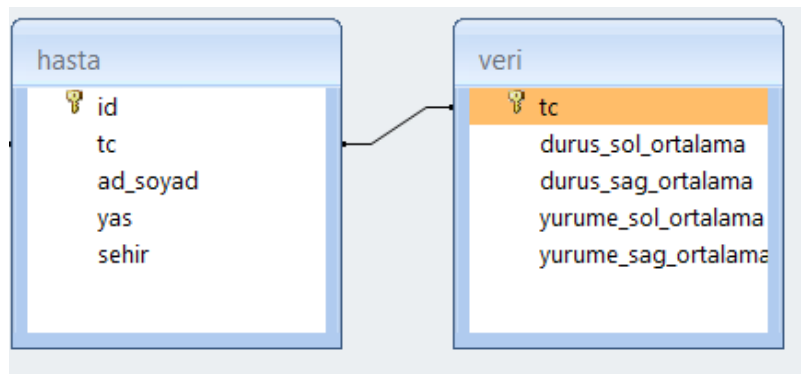 hasta
id
tc
ad_soyad
yas
sehir
veri
tc
durus_sol_ortalama
durus_sag_ortalama
yurume_sol_ortalama
yurume_sag_ortalama